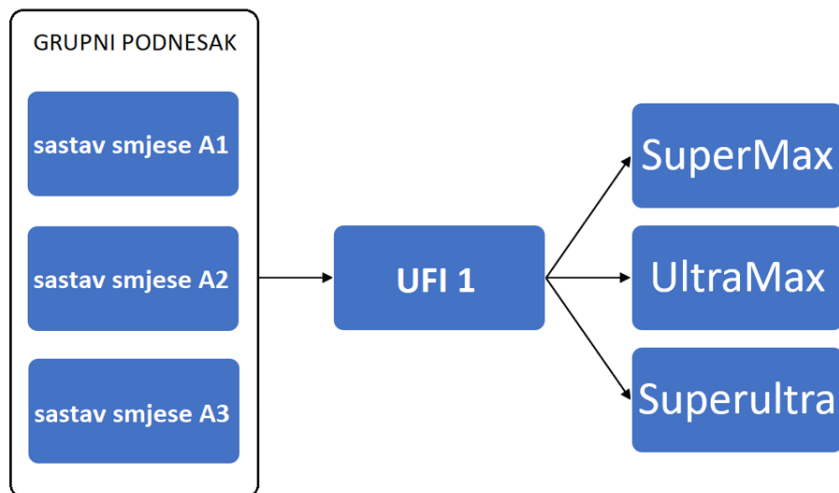 GRUPNI PODNESAK
sastav smjese A1
sastav smjese A2
sastav smjese A3
UFI 1
SuperMax
UltraMax
Superultra